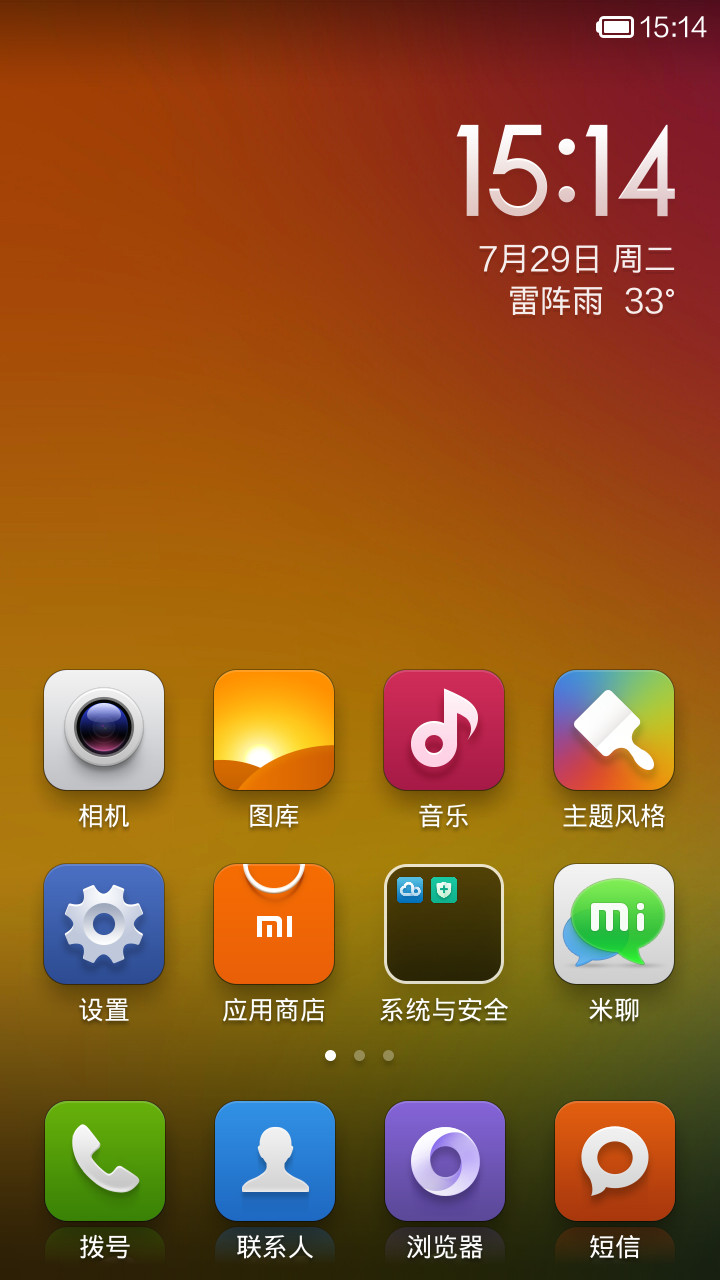 15:14
15:14
7月29日 周二
雷阵雨 33°
相机 图库 音乐 主题风格
mi
mi
设置 应用商店 系统与安全 米聊
拨号 联系人 浏览器 短信